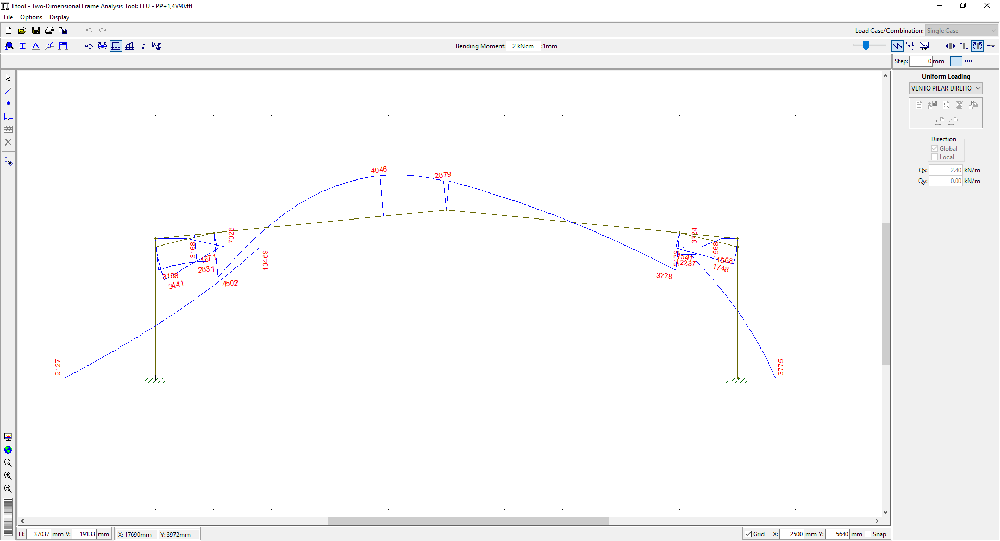 Ftool - Two-Dimensional Frame Analysis Tool: ELU - PP+1,4V90.ftl
File Options Display
Load Case/Combination: Single Case
Load
Train
Bending Moment: 2 kNcm :1mm
Step: 0 mm
Uniform Loading
VENTO PILAR DIREITO
Direction
Global
Local
Qx: 2.40 kN/m
Qy: 0.00 kN/m
4046
2879
7028
3168
1671
2831
3168
3441
4502
10469
9127
3724
1568
5473
1541
2237
1568
1748
3778
3775
H: 37037 mm V: 19133 mm X: 17690mm Y: 3972mm
Grid X: 2500 mm Y: 5640 mm Snap